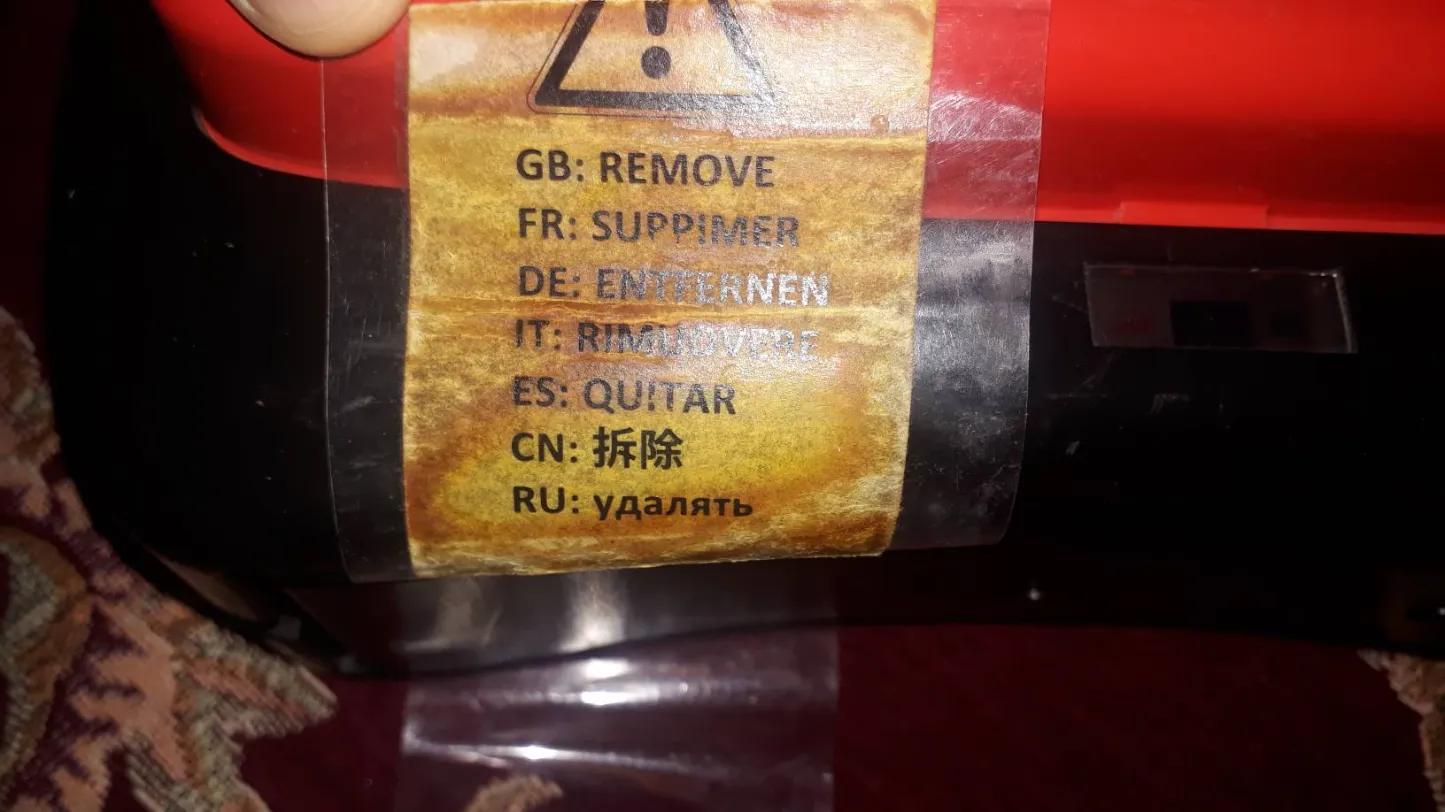 GB: REMOVE
FR: SUPPIMER
DE: ENTFERNEN
IT: RIMUOVERE
ES: QUITAR
CN: 拆除
RU: удалять